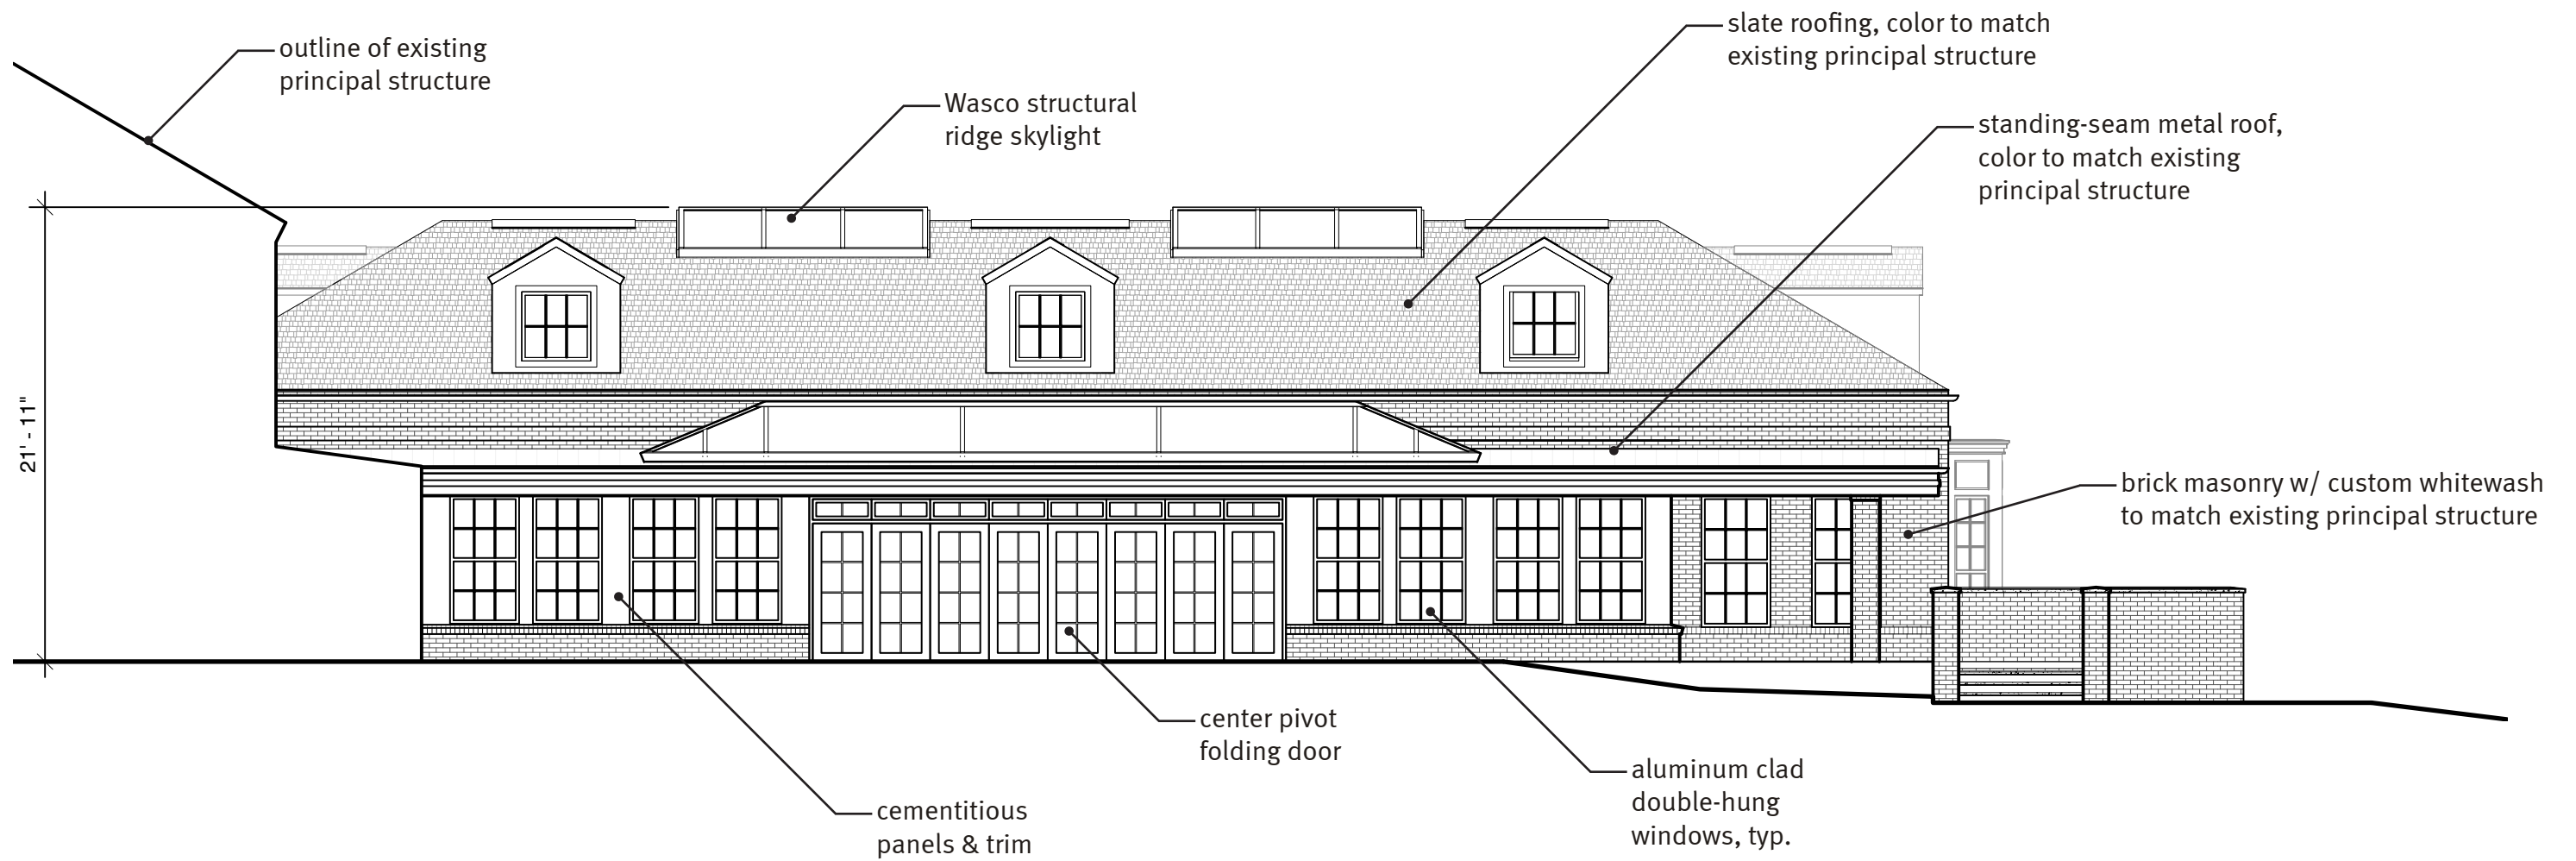 slate roofing, color to match
existing principal structure
outline of existing
principal structure
Wasco structural
ridge skylight
standing-seam metal roof,
color to match existing
principal structure
21' - 11"
brick masonry w/ custom whitewash
to match existing principal structure
center pivot
folding door
aluminum clad
double-hung
windows, typ.
cementitious
panels & trim